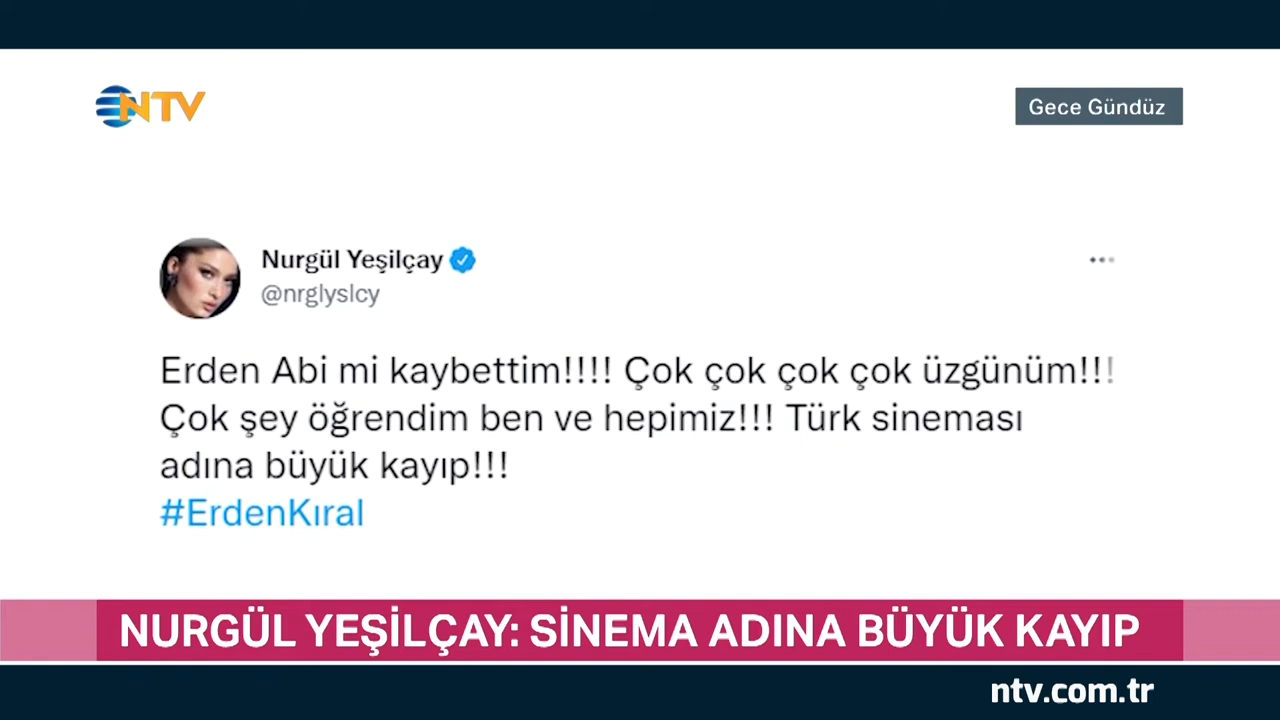 NTV
Gece Gündüz
Nurgül Yeşilçay
@nrglyslcy
Erden Abi mi kaybettim!!!! Çok çok çok çok üzgünüm!!!
Çok şey öğrendim ben ve hepimiz!!! Türk sineması
adına büyük kayıp!!!
#ErdenKıral
NURGÜL YEŞİLÇAY: SİNEMA ADINA BÜYÜK KAYIP
ntv.com.tr